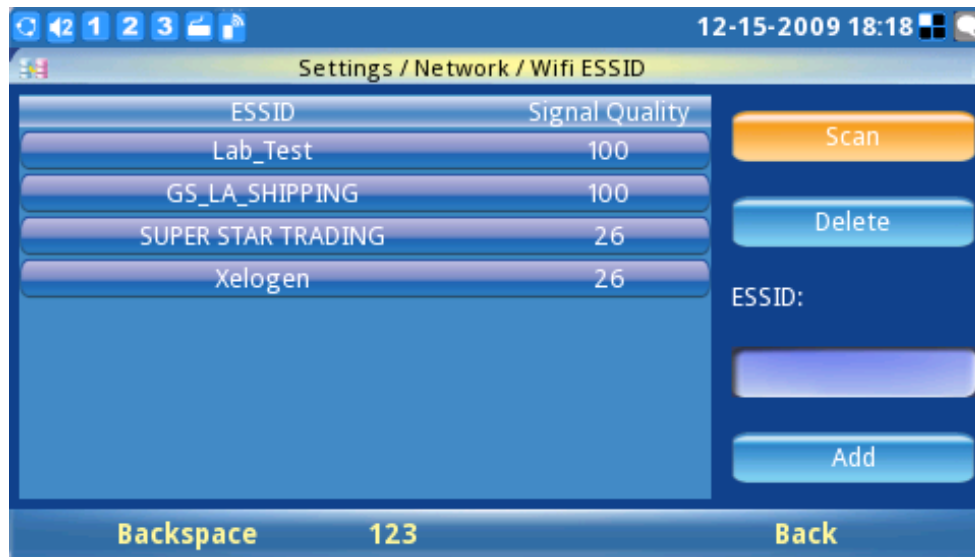 2 1 2 3 12-15-2009 18:18
Settings / Network / Wifi ESSID
ESSID Signal Quality
Lab_Test 100
GS_LA_SHIPPING 100
SUPER STAR TRADING 26
Xelogen 26
Scan
Delete
ESSID:
Add
Backspace 123 Back